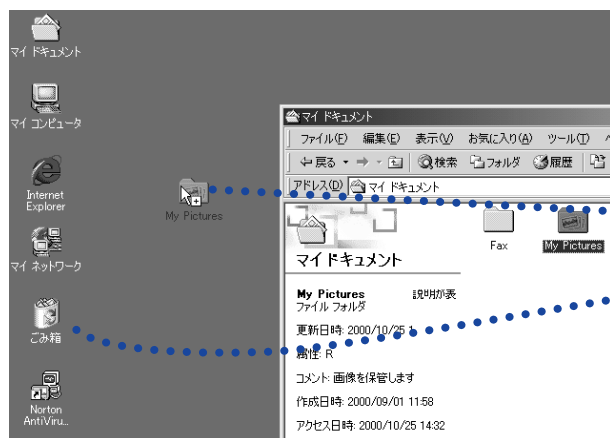 マイ ドキュメント
マイ コンピュータ
Internet
Explorer
マイ ネットワーク
ごみ箱
Norton
AntiViru...
My Pictures
マイ ドキュメント
ファイル(F) 編集(E) 表示(V) お気に入り(A) ツール(T)
戻る 検索 フォルダ 履歴
アドレス(D) マイ ドキュメント
マイ ドキュメント
Fax
My Pictures
My Pictures
ファイル フォルダ
説明が表
更新日時: 2000/10/25 1
属性: R
コメント: 画像を保管します
作成日時: 2000/09/01 11:58
アクセス日時: 2000/10/25 14:32